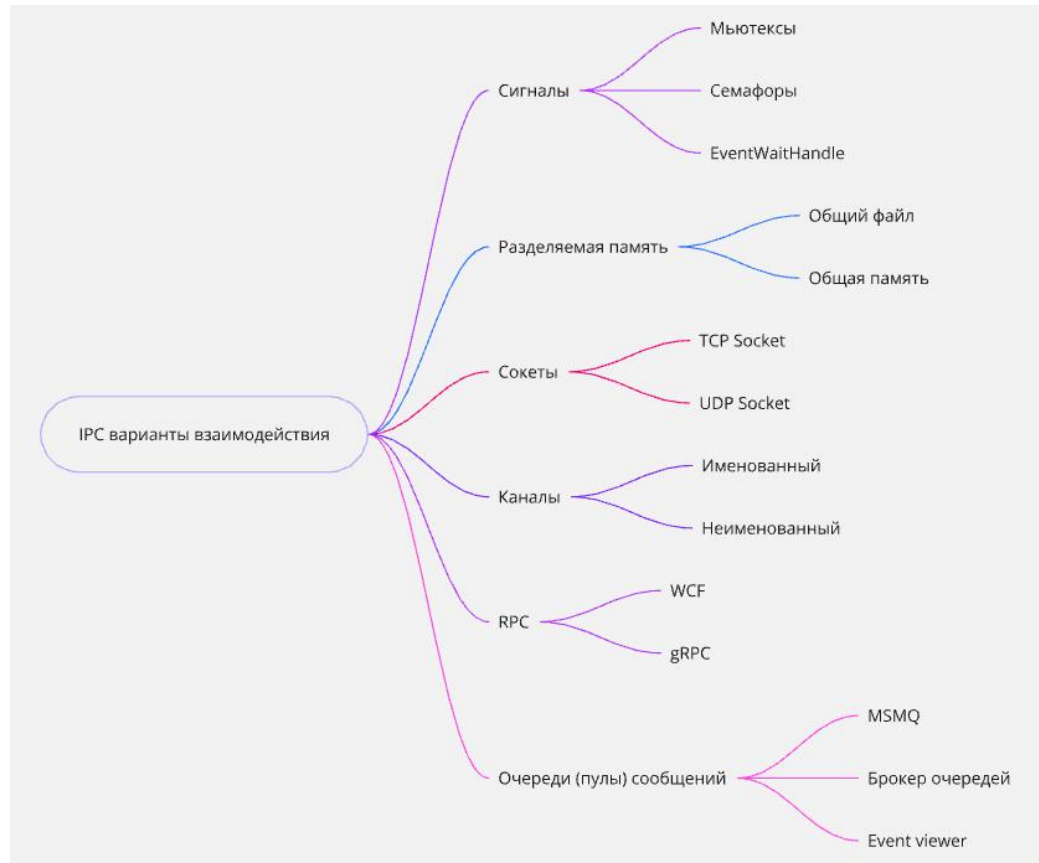 IPC варианты взаимодействия
Сигналы
Мьютексы
Семафоры
EventWaitHandle
Разделяемая память
Общий файл
Общая память
Сокеты
TCP Socket
UDP Socket
Каналы
Именованный
Неименованный
RPC
WCF
gRPC
Очереди (пулы) сообщений
MSMQ
Брокер очередей
Event viewer